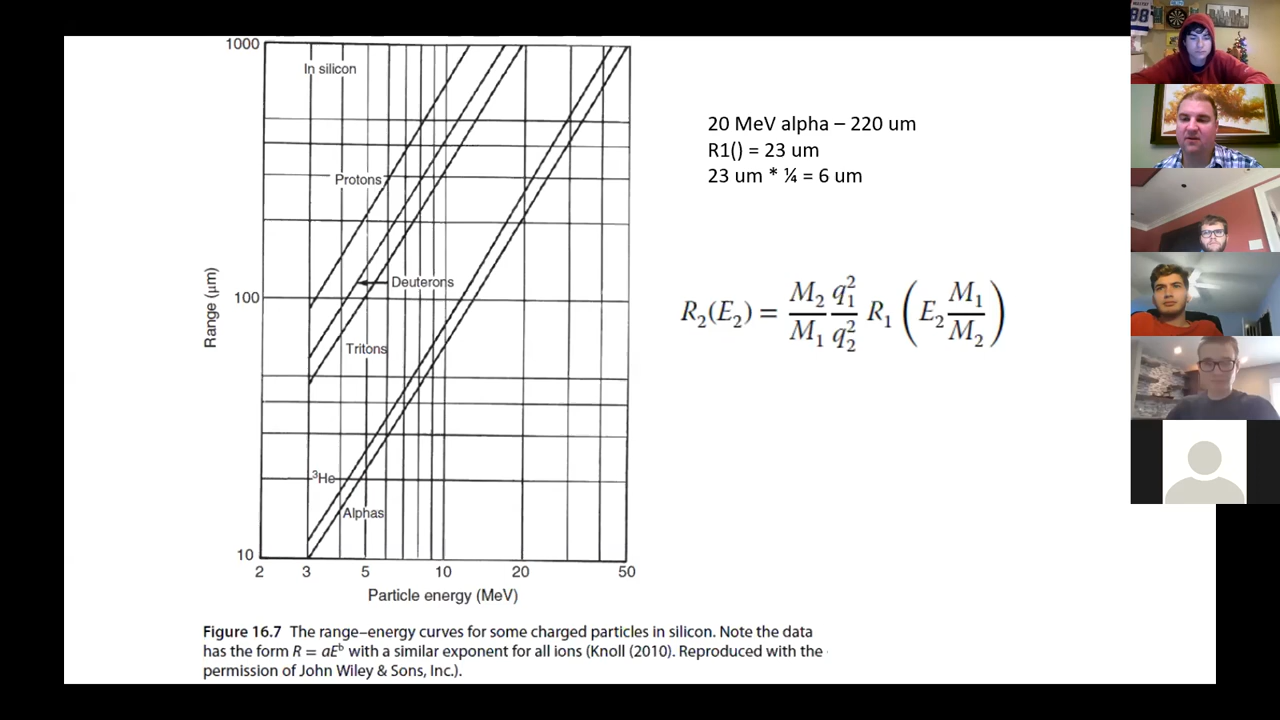 1000
In silicon
Protons
Deuterons
100
Tritons
³He
Alphas
10
2 3 5 10 20 50
Range (μm)
Particle energy (MeV)
Figure 16.7 The range–energy curves for some charged particles in silicon. Note the data
has the form R = aEᵇ with a similar exponent for all ions (Knoll (2010). Reproduced with the
permission of John Wiley & Sons, Inc.).
20 MeV alpha – 220 um
R1() = 23 um
23 um * ¼ = 6 um
R₂(E₂) = M₂/M₁ q₁²/q₂² R₁ (E₂ M₁/M₂)
98